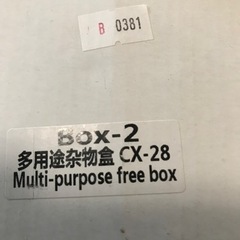 B 0381
Box-2
多用途杂物盒 CX-28
Multi-purpose free box